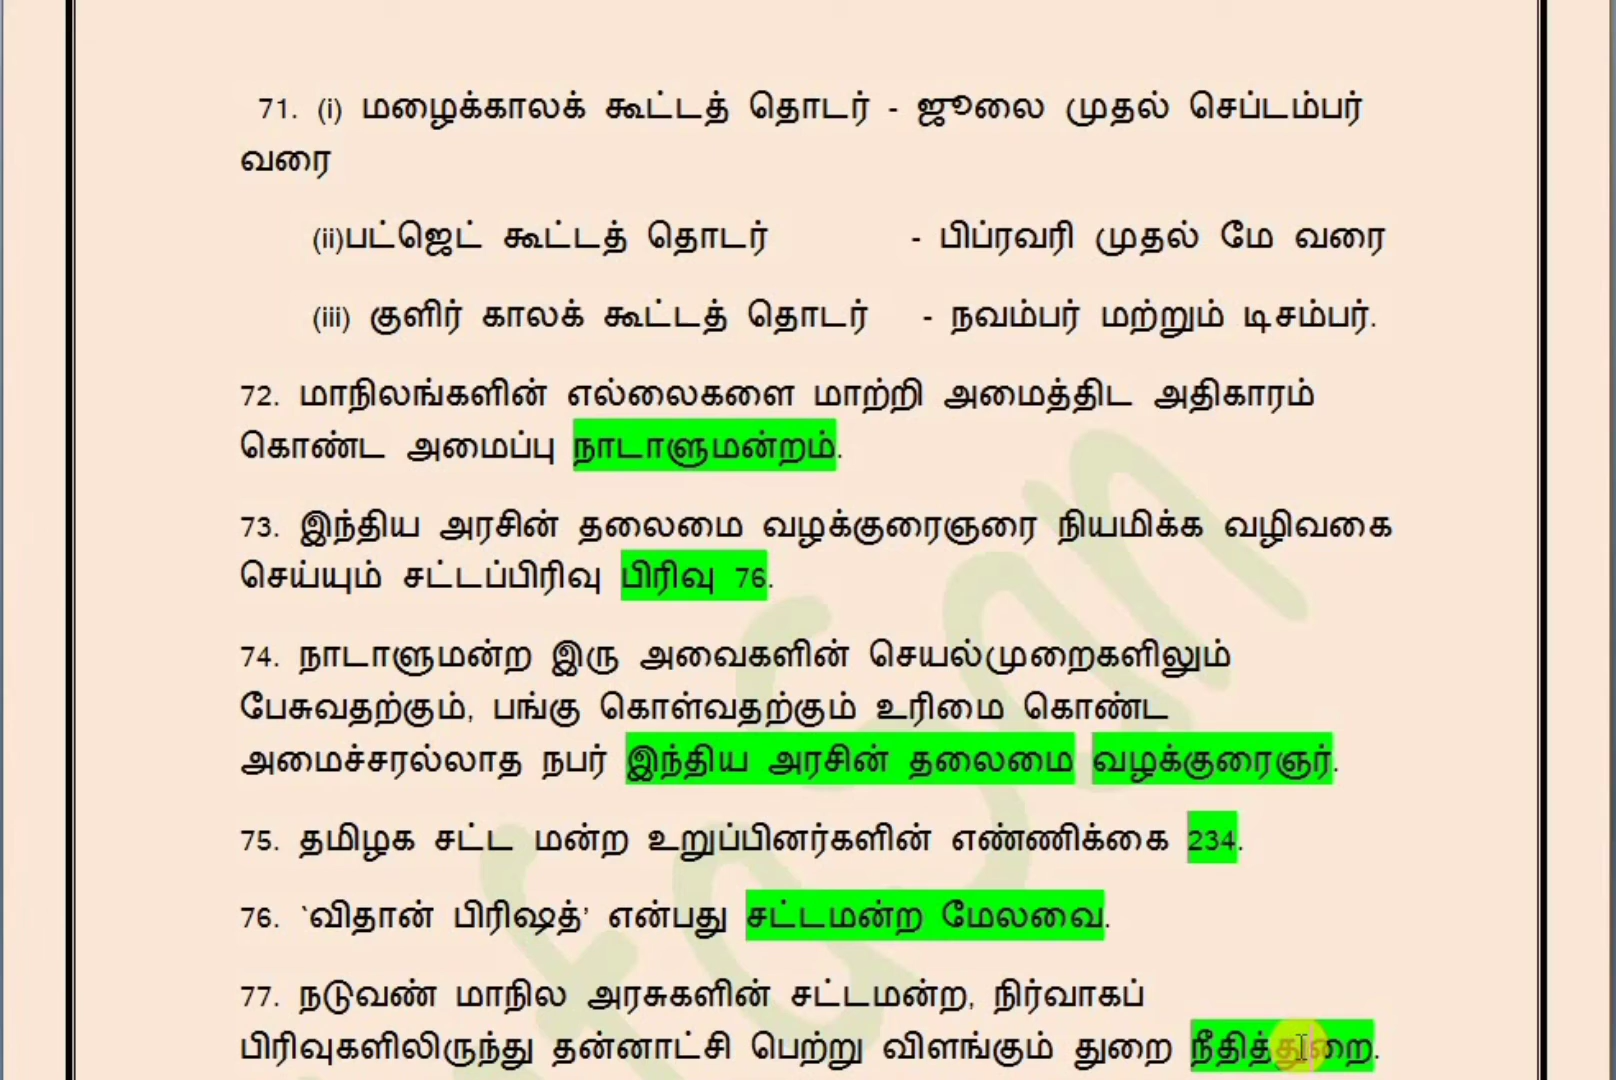 71. (i) மழைக்காலக் கூட்டத் தொடர் - ஜூலை முதல் செப்டம்பர்
வரை
(ii)பட்ஜெட் கூட்டத் தொடர் - பிப்ரவரி முதல் மே வரை
(iii) குளிர் காலக் கூட்டத் தொடர் - நவம்பர் மற்றும் டிசம்பர்.
72. மாநிலங்களின் எல்லைகளை மாற்றி அமைத்திட அதிகாரம்
கொண்ட அமைப்பு நாடாளுமன்றம்.
73. இந்திய அரசின் தலைமை வழக்குரைஞரை நியமிக்க வழிவகை
செய்யும் சட்டப்பிரிவு பிரிவு 76.
74. நாடாளுமன்ற இரு அவைகளின் செயல்முறைகளிலும்
பேசுவதற்கும், பங்கு கொள்வதற்கும் உரிமை கொண்ட
அமைச்சரல்லாத நபர் இந்திய அரசின் தலைமை வழக்குரைஞர்.
75. தமிழக சட்ட மன்ற உறுப்பினர்களின் எண்ணிக்கை 234.
76. `விதான் பிரிஷத்’ என்பது சட்டமன்ற மேலவை.
77. நடுவண் மாநில அரசுகளின் சட்டமன்ற, நிர்வாகப்
பிரிவுகளிலிருந்து தன்னாட்சி பெற்று விளங்கும் துறை நீதித்துறை.